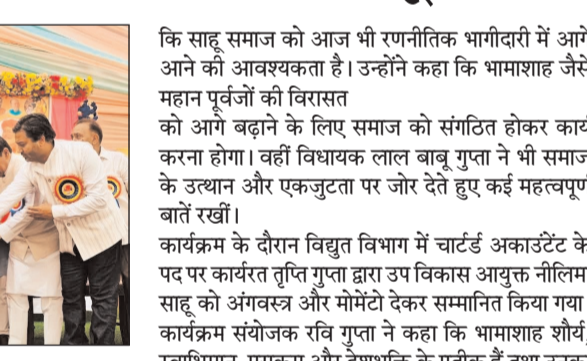 कि साहू समाज को आज भी रणनीतिक भागीदारी में आगे
आने की आवश्यकता है। उन्होंने कहा कि भामाशाह जैसे
महान पूर्वजों की विरासत
को आगे बढ़ाने के लिए समाज को संगठित होकर कार्य
करना होगा। वहीं विधायक लाल बाबू गुप्ता ने भी समाज
के उत्थान और एकजुटता पर जोर देते हुए कई महत्वपूर्ण
बातें रखीं।
कार्यक्रम के दौरान विद्युत विभाग में चार्टर्ड अकाउंटेंट के
पद पर कार्यरत तृप्ति गुप्ता द्वारा उप विकास आयुक्त नीलिमा
साहू को अंगवस्त्र और मोमेंटो देकर सम्मानित किया गया
कार्यक्रम संयोजक रवि गुप्ता ने कहा कि भामाशाह शौर्य,